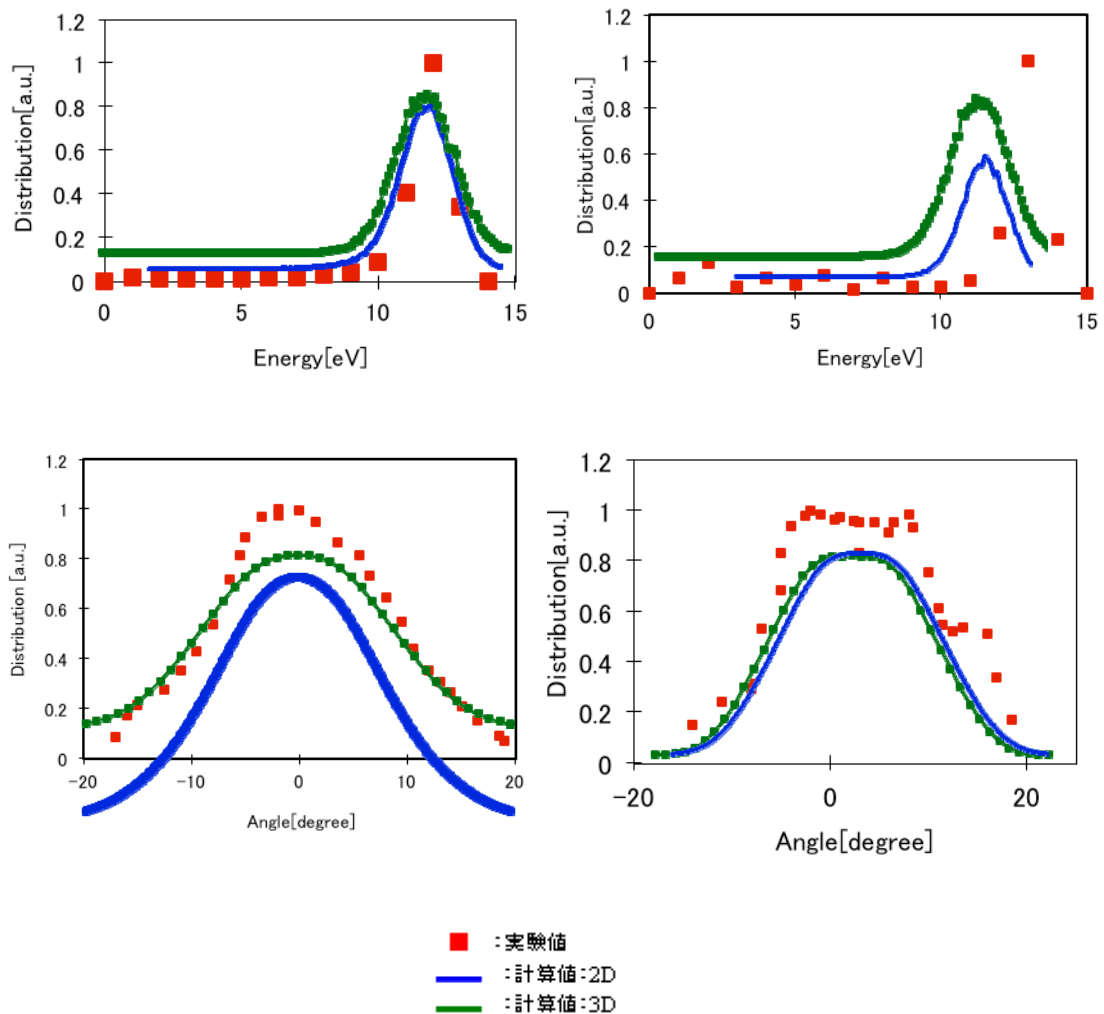 1.2
1
0.8
0.6
0.4
0.2
0
0 5 10 15
Distribution[a.u.]
Energy[eV]
1.2
1
0.8
0.6
0.4
0.2
0
0 5 10 15
Distribution[a.u.]
Energy[eV]
1.2
1
0.8
0.6
0.4
0.2
0
-20 -10 0 10 20
Distribution [a.u.]
Angle[degree]
1.2
1
0.8
0.6
0.4
0.2
0
-20 0 20
Distribution[a.u.]
Angle[degree]
:実験値
:計算値:2D
:計算値:3D